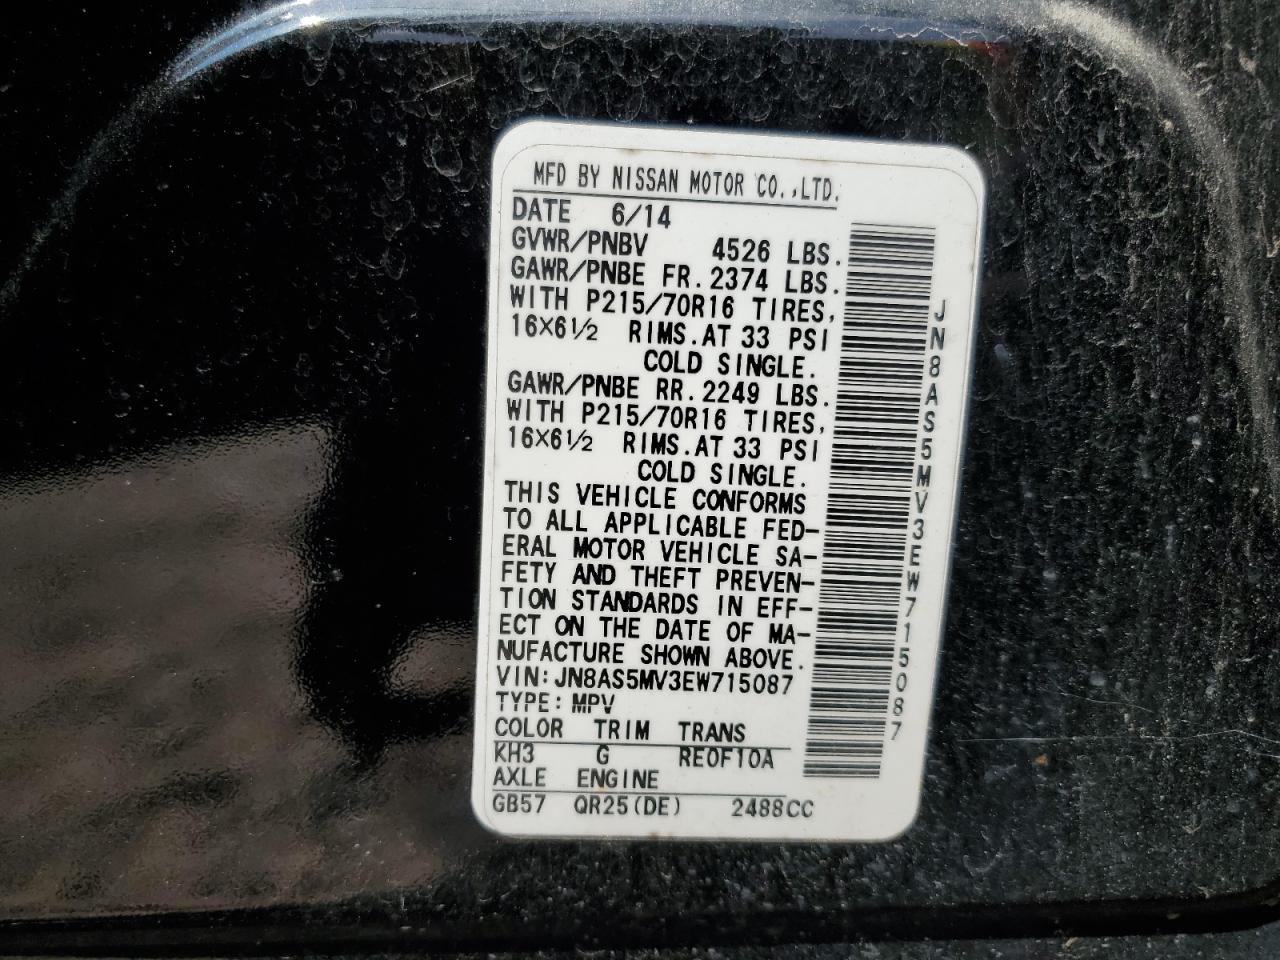 MFD BY NISSAN MOTOR CO.,LTD.
DATE 6/14
GVWR/PNBV 4526 LBS.
GAWR/PNBE FR. 2374 LBS.
WITH P215/70R16 TIRES,
16×6½ RIMS. AT 33 PSI
COLD SINGLE.
GAWR/PNBE RR. 2249 LBS.
WITH P215/70R16 TIRES,
16×6½ RIMS. AT 33 PSI
COLD SINGLE.
THIS VEHICLE CONFORMS
TO ALL APPLICABLE FED-
ERAL MOTOR VEHICLE SA-
FETY AND THEFT PREVEN-
TION STANDARDS IN EFF-
ECT ON THE DATE OF MA-
NUFACTURE SHOWN ABOVE.
VIN:JN8AS5MV3EW715087
TYPE:MPV
COLOR TRIM TRANS
KH3 G RE0F10A
AXLE ENGINE
GB57 QR25(DE) 2488CC
JN8AS5MV3EW715087